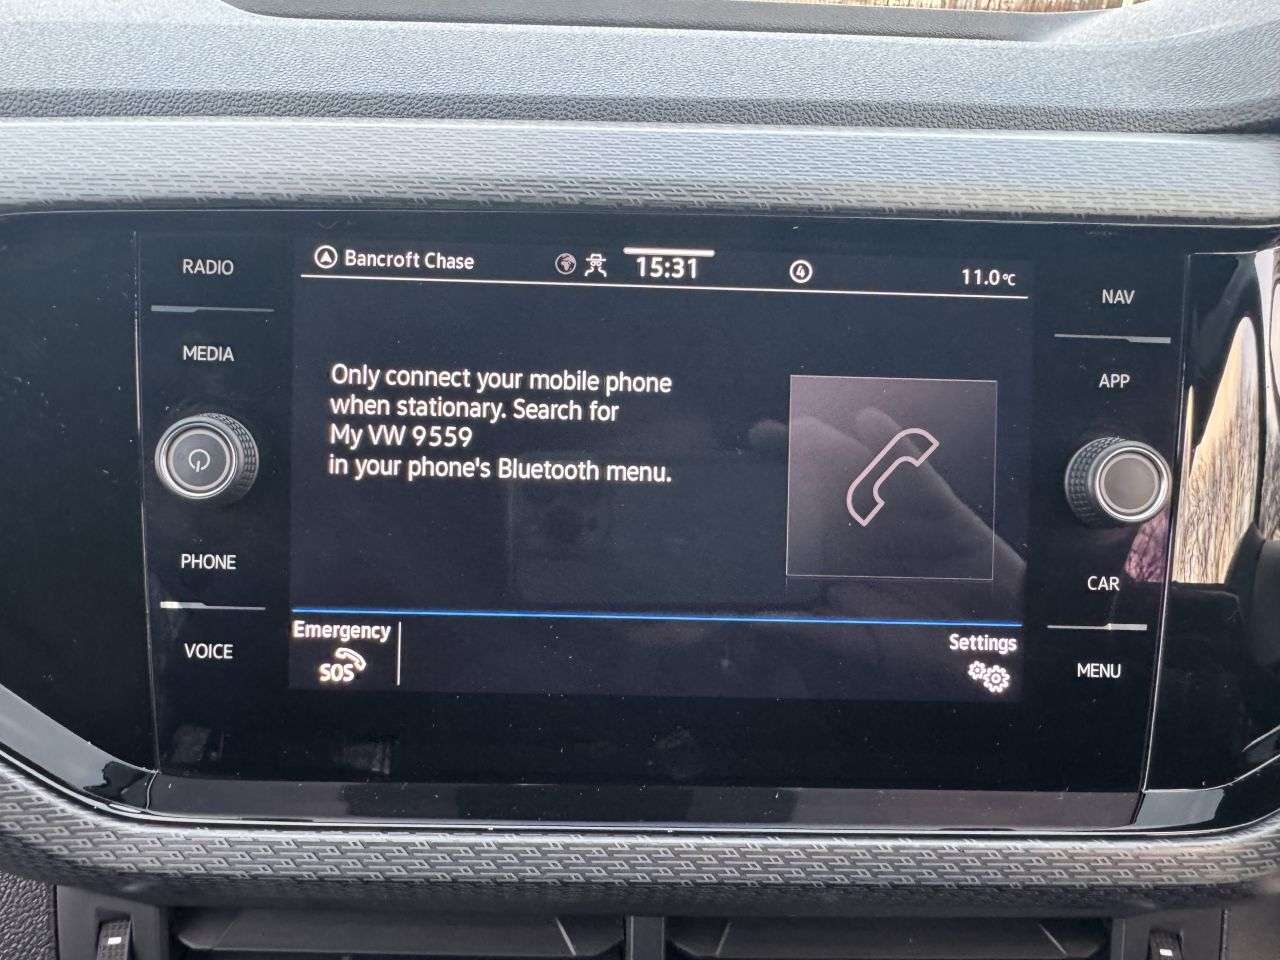 RADIO
MEDIA
PHONE
VOICE
Bancroft Chase
15:31
4
11.0°C
Only connect your mobile phone
when stationary. Search for
My VW 9559
in your phone's Bluetooth menu.
Emergency
SOS
Settings
NAV
APP
CAR
MENU